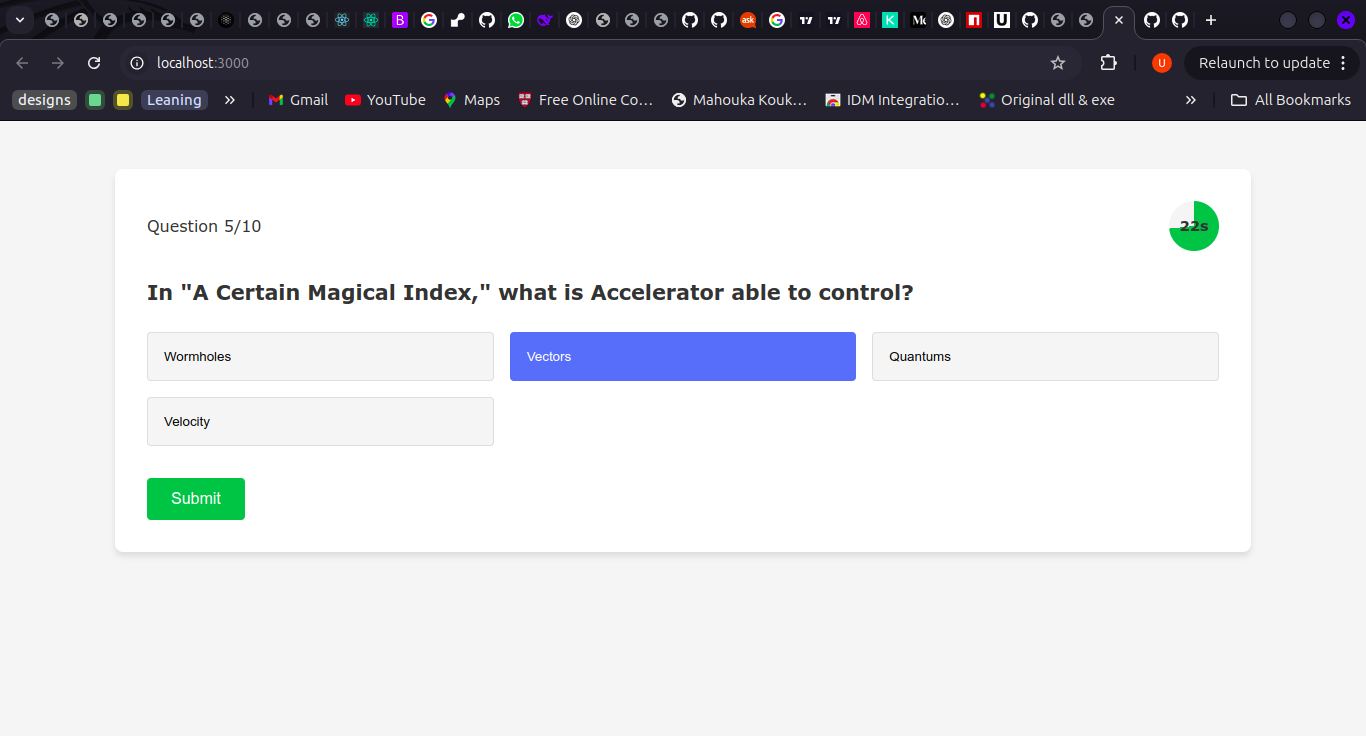 B
ask
K
localhost:3000
U
Relaunch to update
designs
Leaning
Gmail
YouTube
Maps
Free Online Co...
Mahouka Kouk...
IDM Integratio...
Original dll & exe
All Bookmarks
Question 5/10
22s
In "A Certain Magical Index," what is Accelerator able to control?
Wormholes
Vectors
Quantums
Velocity
Submit